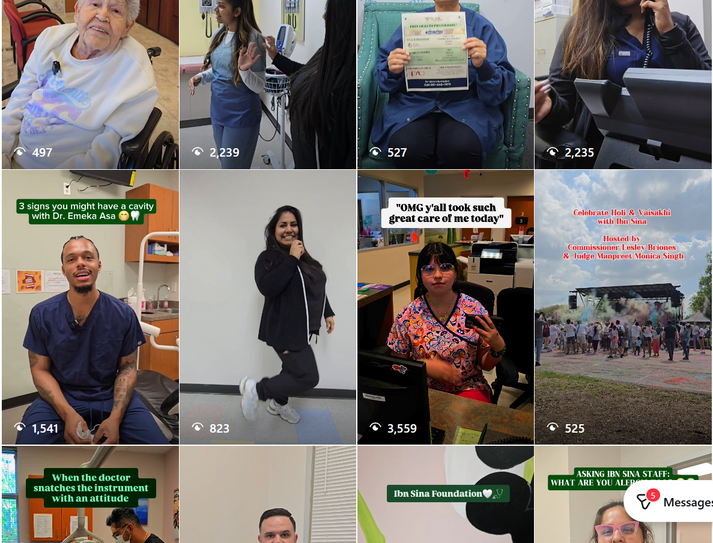 FREE HEALTH PROGRAMS!
497
2,239
527
2,235
3 signs you might have a cavity
with Dr. Emeka Asa 😁🦷
"OMG y'all took such
great care of me today"
Celebrate Holi & Vaisakhi
with Ibn Sina
Hosted by
Commissioner Lesley Briones
& Judge Manpreet Monica Singh
1,541
823
3,559
525
When the doctor
snatches the instrument
with an attitude
Ibn Sina Foundation🤍🩺
ASKING IBN SINA STAFF:
WHAT ARE YOU
5
Messages